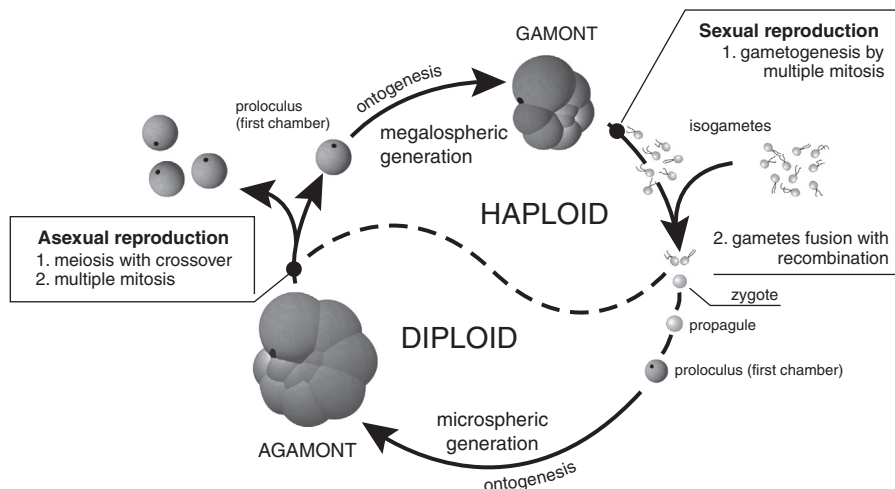 GAMONT
Sexual reproduction
1. gametogenesis by
multiple mitosis
isogametes
ontogenesis
proloculus
(first chamber)
megalospheric
generation
HAPLOID
Asexual reproduction
1. meiosis with crossover
2. multiple mitosis
2. gametes fusion with
recombination
zygote
propagule
DIPLOID
proloculus (first chamber)
microspheric
generation
AGAMONT
ontogenesis